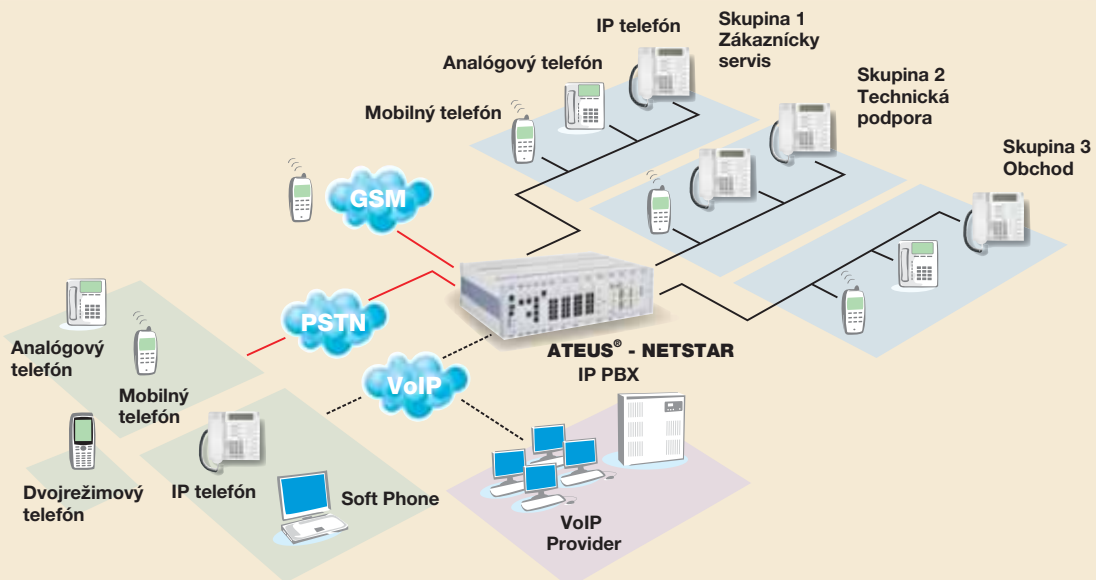 IP telefón
Skupina 1
Zákaznícky
servis
Analógový telefón
Mobilný telefón
Skupina 2
Technická
podpora
Skupina 3
Obchod
GSM
PSTN
VoIP
ATEUS® - NETSTAR
IP PBX
Analógový
telefón
Mobilný
telefón
Dvojrežimový
telefón
IP telefón
Soft Phone
VoIP
Provider